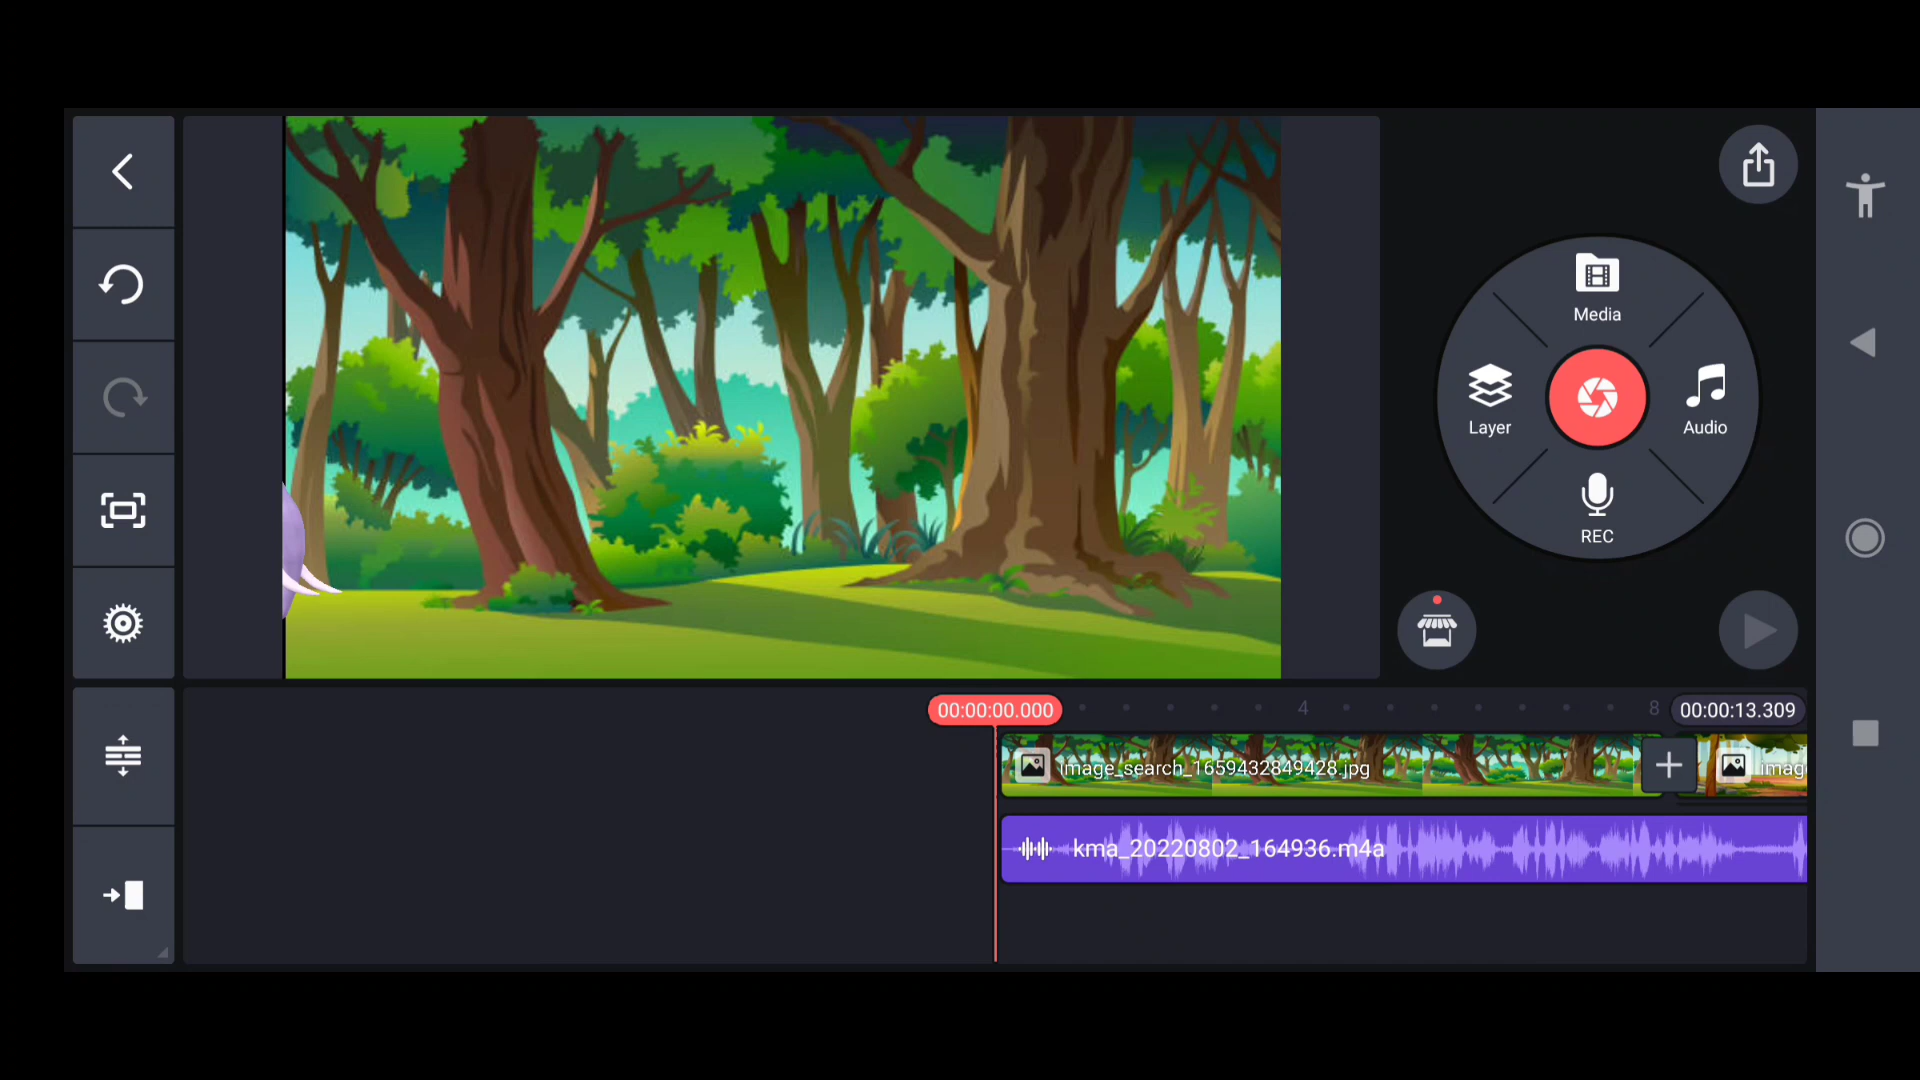 Media
Layer
Audio
REC
00:00:00.000
4
8
00:00:13.309
image_search_1659432849428.jpg
imag
kma_20220802_164936.m4a